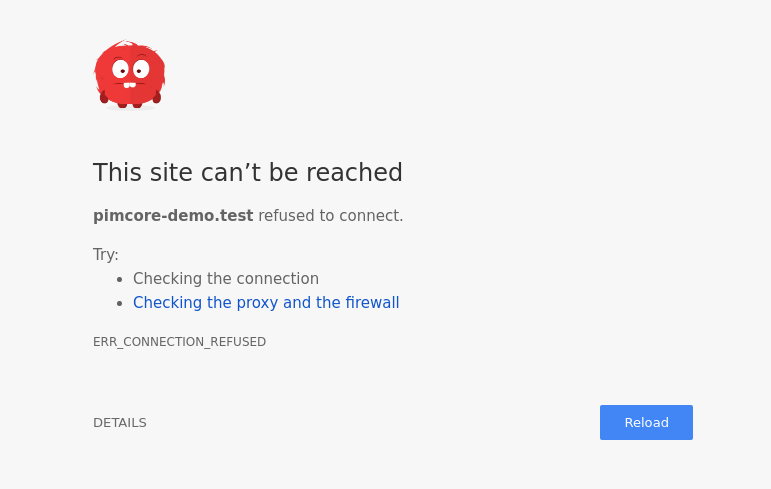 This site can’t be reached
pimcore-demo.test refused to connect.
Try:
Checking the connection
Checking the proxy and the firewall
ERR_CONNECTION_REFUSED
DETAILS
Reload